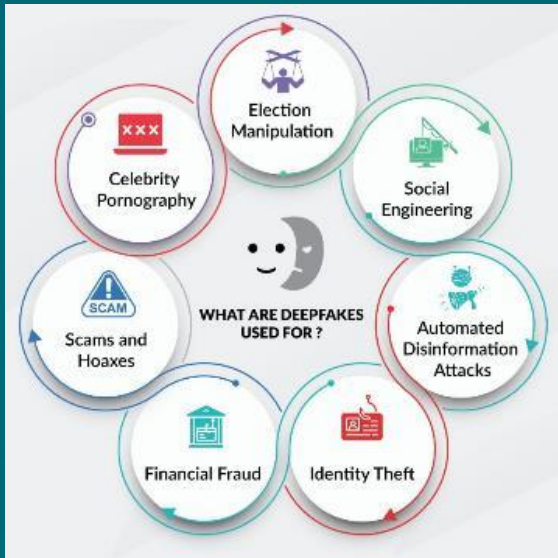 Election
Manipulation
Social
Engineering
Automated
Disinformation
Attacks
Identity Theft
Financial Fraud
SCAM
Scams and
Hoaxes
XXX
Celebrity
Pornography
WHAT ARE DEEPFAKES
USED FOR ?